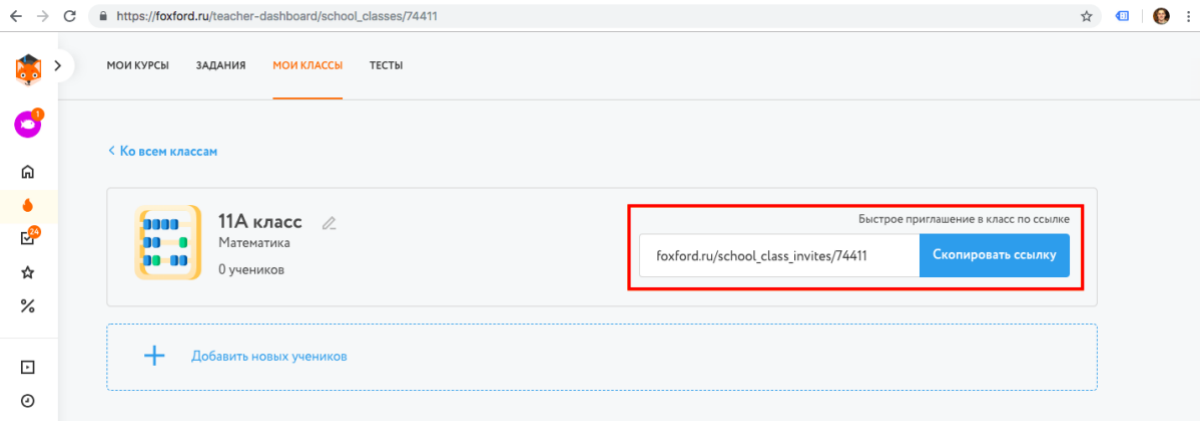 https://foxford.ru/teacher-dashboard/school_classes/74411
МОИ КУРСЫ ЗАДАНИЯ МОИ КЛАССЫ ТЕСТЫ
1
Ко всем классам
11А класс
Математика
0 учеников
Быстрое приглашение в класс по ссылке
foxford.ru/school_class_invites/74411 Скопировать ссылку
24
Добавить новых учеников